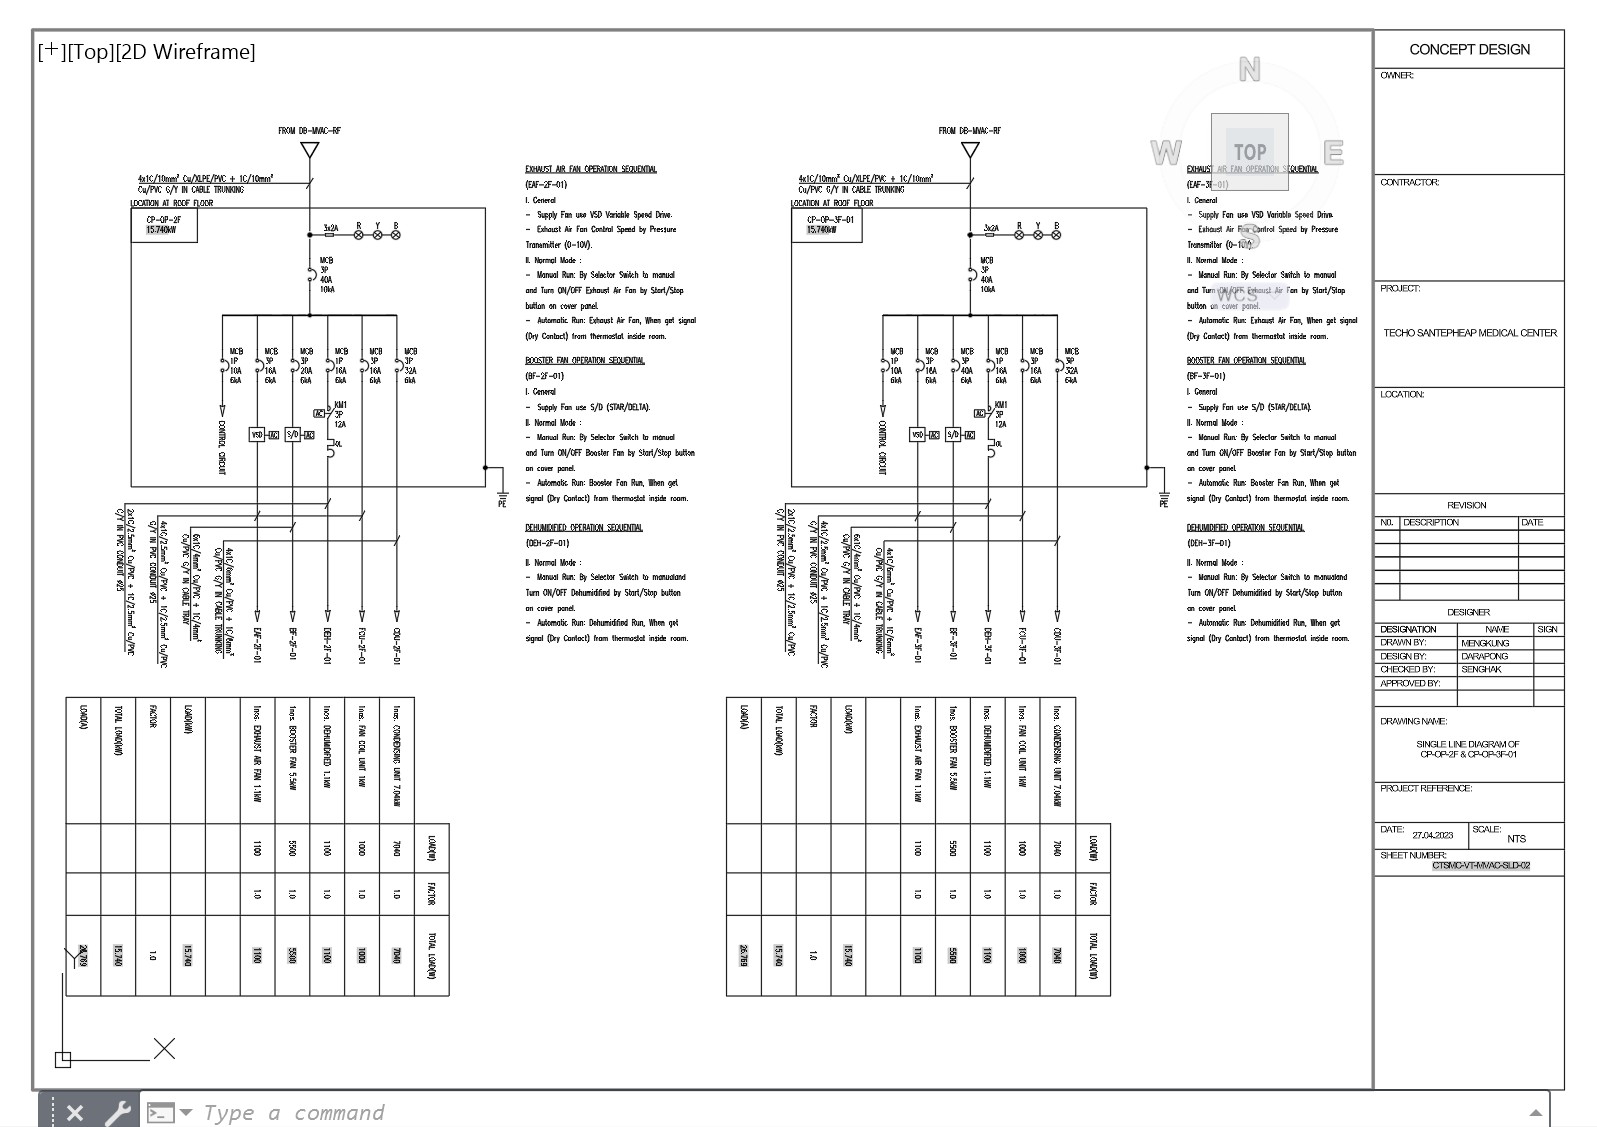 [+][Top][2D Wireframe]
FROM DB-MVAC-RF
4x1C/10mm² Cu/XLPE/PVC + 1C/10mm²
Cu/PVC G/Y IN CABLE TRUNKING
LOCATION AT ROOF FLOOR
CP-OP-2F
15.740kW
3x2A
R
Y
B
MCB
3P
40A
10kA
MCB
1P
10A
6kA
MCB
3P
16A
6kA
MCB
3P
20A
6kA
MCB
1P
16A
6kA
MCB
3P
16A
6kA
MCB
3P
32A
6kA
AC
KM1
3P
12A
VSD
AC
S/D
AC
OL
CONTROL CIRCUIT
PE
2x1C/2.5mm² Cu/PVC + 1C/2.5mm² Cu/PVC
G/Y IN PVC CONDUIT Ø25
4x1C/2.5mm² Cu/PVC + 1C/2.5mm² Cu/PVC
G/Y IN PVC CONDUIT Ø25
6x1C/4mm² Cu/PVC + 1C/4mm²
Cu/PVC G/Y IN CABLE TRAY
4x1C/6mm² Cu/PVC + 1C/6mm²
Cu/PVC G/Y IN CABLE TRUNKING
EAF-2F-01
BF-2F-01
DEH-2F-01
FCU-2F-01
CDU-2F-01
EXHAUST AIR FAN OPERATION SEQUENTIAL
(EAF-2F-01)
I. General
- Supply Fan use VSD Variable Speed Drive.
- Exhaust Air Fan Control Speed by Pressure
Transmitter (0-10V).
II. Normal Mode :
- Manual Run: By Selector Switch to manual
and Turn ON/OFF Exhaust Air Fan by Start/Stop
button on cover panel.
- Automatic Run: Exhaust Air Fan, When get signal
(Dry Contact) from thermostat inside room.
BOOSTER FAN OPERATION SEQUENTIAL
(BF-2F-01)
I. General
- Supply Fan use S/D (STAR/DELTA).
II. Normal Mode :
- Manual Run: By Selector Switch to manual
and Turn ON/OFF Booster Fan by Start/Stop button
on cover panel.
- Automatic Run: Booster Fan Run, When get
signal (Dry Contact) from thermostat inside room.
DEHUMIDIFIED OPERATION SEQUENTIAL
(DEH-2F-01)
II. Normal Mode :
- Manual Run: By Selector Switch to manualand
Turn ON/OFF Dehumidified by Start/Stop button
on cover panel.
- Automatic Run: Dehumidified Run, When get
signal (Dry Contact) from thermostat inside room.
LOAD(W) FACTOR TOTAL LOAD(W)
1nos. CONDENSING UNIT 7.04kW 7040 1.0 7040
1nos. FAN COIL UNIT 1kW 1000 1.0 1000
1nos. DEHUMIDIFIED 1.1kW 1100 1.0 1100
1nos. BOOSTER FAN 5.5kW 5500 1.0 5500
1nos. EXHAUST AIR FAN 1.1kW 1100 1.0 1100
LOAD(kW) 15.740
FACTOR 1.0
TOTAL LOAD(kW) 15.740
LOAD(A) 26.769
FROM DB-MVAC-RF
4x1C/10mm² Cu/XLPE/PVC + 1C/10mm²
Cu/PVC G/Y IN CABLE TRUNKING
LOCATION AT ROOF FLOOR
CP-OP-3F-01
15.740kW
3x2A
R
Y
B
MCB
3P
40A
10kA
MCB
1P
10A
6kA
MCB
3P
16A
6kA
MCB
3P
40A
6kA
MCB
1P
16A
6kA
MCB
3P
16A
6kA
MCB
3P
32A
6kA
AC
KM1
3P
12A
VSD
AC
S/D
AC
OL
CONTROL CIRCUIT
PE
2x1C/2.5mm² Cu/PVC + 1C/2.5mm² Cu/PVC
G/Y IN PVC CONDUIT Ø25
4x1C/2.5mm² Cu/PVC + 1C/2.5mm² Cu/PVC
G/Y IN PVC CONDUIT Ø25
6x1C/4mm² Cu/PVC + 1C/4mm²
Cu/PVC G/Y IN CABLE TRAY
4x1C/6mm² Cu/PVC + 1C/6mm²
Cu/PVC G/Y IN CABLE TRUNKING
EAF-3F-01
BF-3F-01
DEH-3F-01
FCU-3F-01
CDU-3F-01
EXHAUST AIR FAN OPERATION SEQUENTIAL
(EAF-3F-01)
I. General
- Supply Fan use VSD Variable Speed Drive.
- Exhaust Air Fan Control Speed by Pressure
Transmitter (0-10V).
II. Normal Mode :
- Manual Run: By Selector Switch to manual
and Turn ON/OFF Exhaust Air Fan by Start/Stop
button on cover panel.
- Automatic Run: Exhaust Air Fan, When get signal
(Dry Contact) from thermostat inside room.
BOOSTER FAN OPERATION SEQUENTIAL
(BF-3F-01)
I. General
- Supply Fan use S/D (STAR/DELTA).
II. Normal Mode :
- Manual Run: By Selector Switch to manual
and Turn ON/OFF Booster Fan by Start/Stop button
on cover panel.
- Automatic Run: Booster Fan Run, When get
signal (Dry Contact) from thermostat inside room.
DEHUMIDIFIED OPERATION SEQUENTIAL
(DEH-3F-01)
II. Normal Mode :
- Manual Run: By Selector Switch to manualand
Turn ON/OFF Dehumidified by Start/Stop button
on cover panel.
- Automatic Run: Dehumidified Run, When get
signal (Dry Contact) from thermostat inside room.
LOAD(W) FACTOR TOTAL LOAD(W)
1nos. CONDENSING UNIT 7.04kW 7040 1.0 7040
1nos. FAN COIL UNIT 1kW 1000 1.0 1000
1nos. DEHUMIDIFIED 1.1kW 1100 1.0 1100
1nos. BOOSTER FAN 5.5kW 5500 1.0 5500
1nos. EXHAUST AIR FAN 1.1kW 1100 1.0 1100
LOAD(kW) 15.740
FACTOR 1.0
TOTAL LOAD(kW) 15.740
LOAD(A) 26.769
N
W
TOP
E
S
WCS
Y
X
CONCEPT DESIGN
OWNER:
CONTRACTOR:
PROJECT:
TECHO SANTEPHEAP MEDICAL CENTER
LOCATION:
REVISION
N0. DESCRIPTION DATE
DESIGNER
DESIGNATION NAME SIGN
DRAWN BY: MENGKUNG
DESIGN BY: DARAPONG
CHECKED BY: SENGHAK
APPROVED BY:
DRAWING NAME:
SINGLE LINE DIAGRAM OF
CP-OP-2F & CP-OP-3F-01
PROJECT REFERENCE:
DATE: 27.04.2023 SCALE: NTS
SHEET NUMBER:
CTSMC-VT-MVAC-SLD-02
Type a command